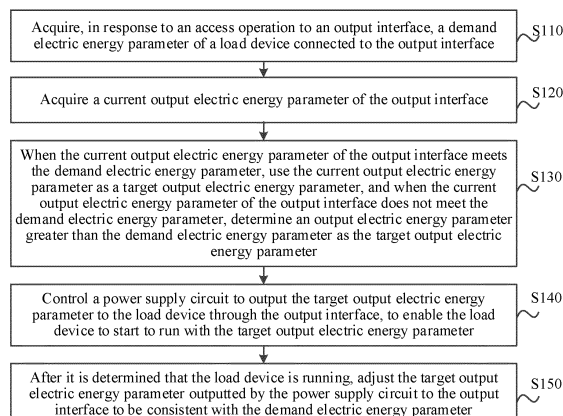 Acquire, in response to an access operation to an output interface, a demand
electric energy parameter of a load device connected to the output interface
S110
Acquire a current output electric energy parameter of the output interface
S120
When the current output electric energy parameter of the output interface meets
the demand electric energy parameter, use the current output electric energy
parameter as a target output electric energy parameter, and when the current
output electric energy parameter of the output interface does not meet the
demand electric energy parameter, determine an output electric energy parameter
greater than the demand electric energy parameter as the target output electric
energy parameter
S130
Control a power supply circuit to output the target output electric energy
parameter to the load device through the output interface, to enable the load
device to start to run with the target output electric energy parameter
S140
After it is determined that the load device is running, adjust the target output
electric energy parameter outputted by the power supply circuit to the output
interface to be consistent with the demand electric energy parameter
S150